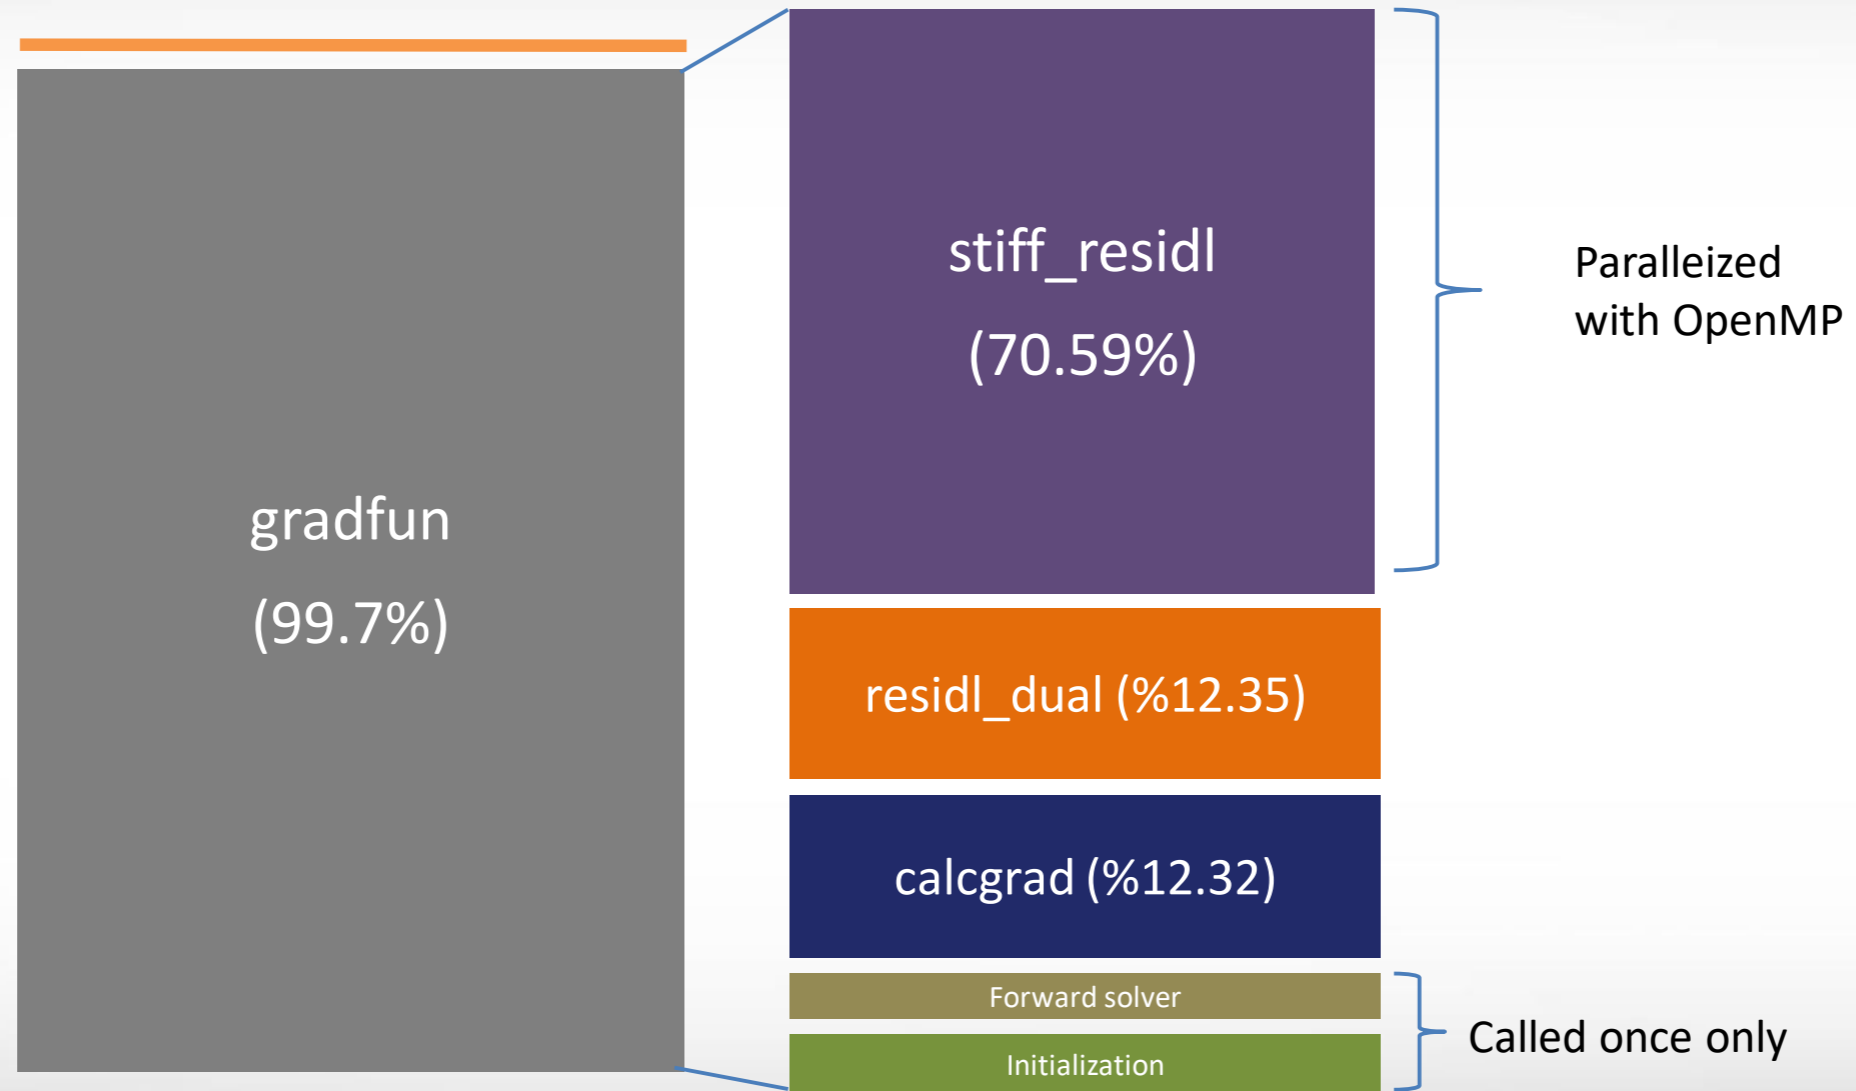 gradfun
(99.7%)
stiff_residl
(70.59%)
residl_dual (%12.35)
calcgrad (%12.32)
Forward solver
Initialization
Paralleized
with OpenMP
Called once only